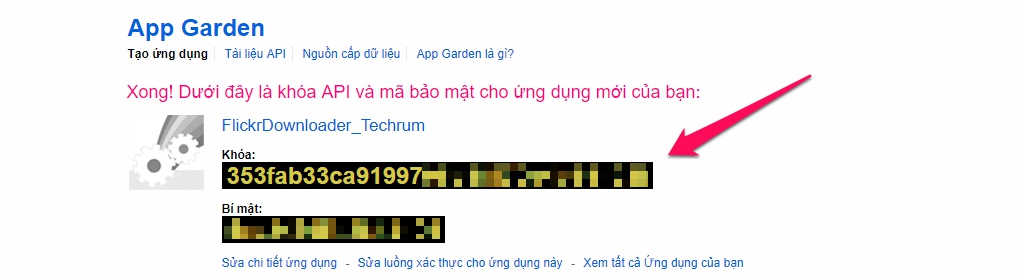 App Garden
Tạo ứng dụng Tài liệu API Nguồn cấp dữ liệu App Garden là gì?
Xong! Dưới đây là khóa API và mã bảo mật cho ứng dụng mới của bạn:
FlickrDownloader_Techrum
Khóa:
353fab33ca91997
Bí mật:
Sửa chi tiết ứng dụng - Sửa luồng xác thực cho ứng dụng này - Xem tất cả Ứng dụng của bạn